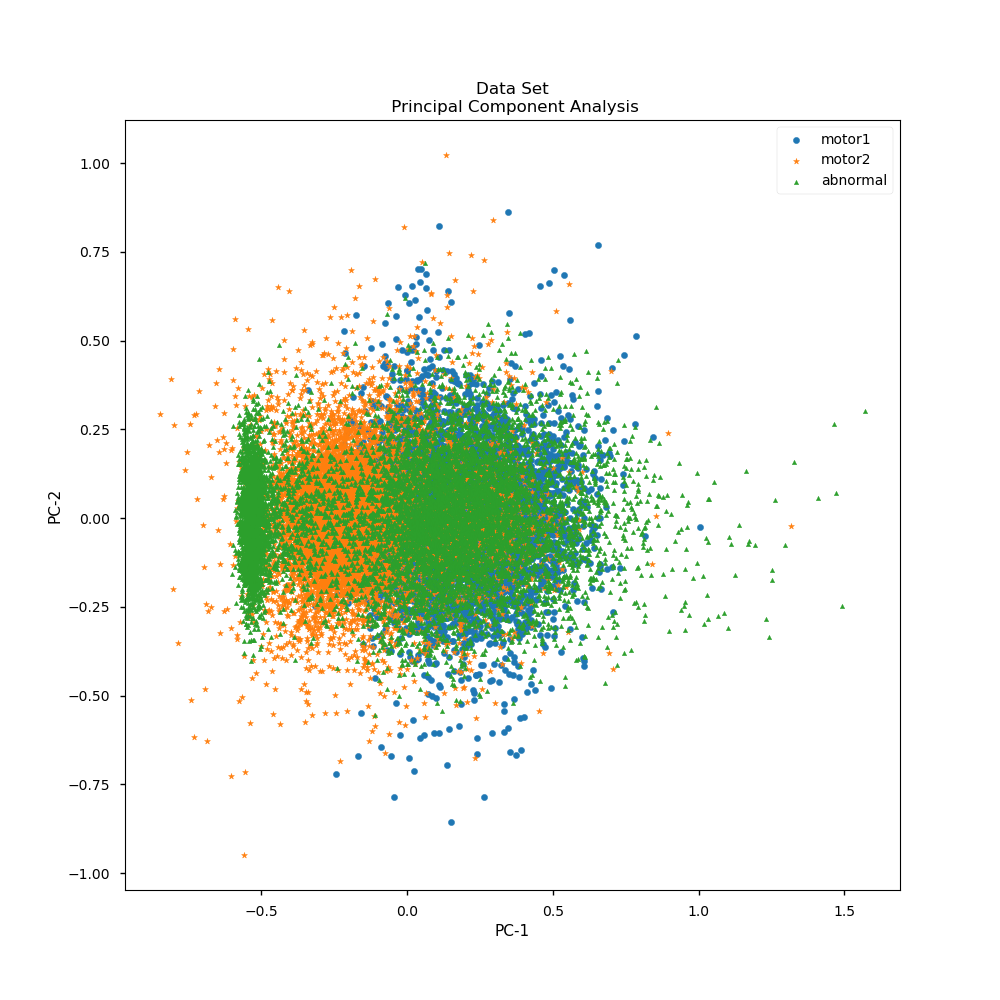 Data Set
Principal Component Analysis
motor1
motor2
abnormal
1.00
0.75
0.50
0.25
0.00
−0.25
−0.50
−0.75
−1.00
PC-2
−0.5
0.0
0.5
1.0
1.5
PC-1